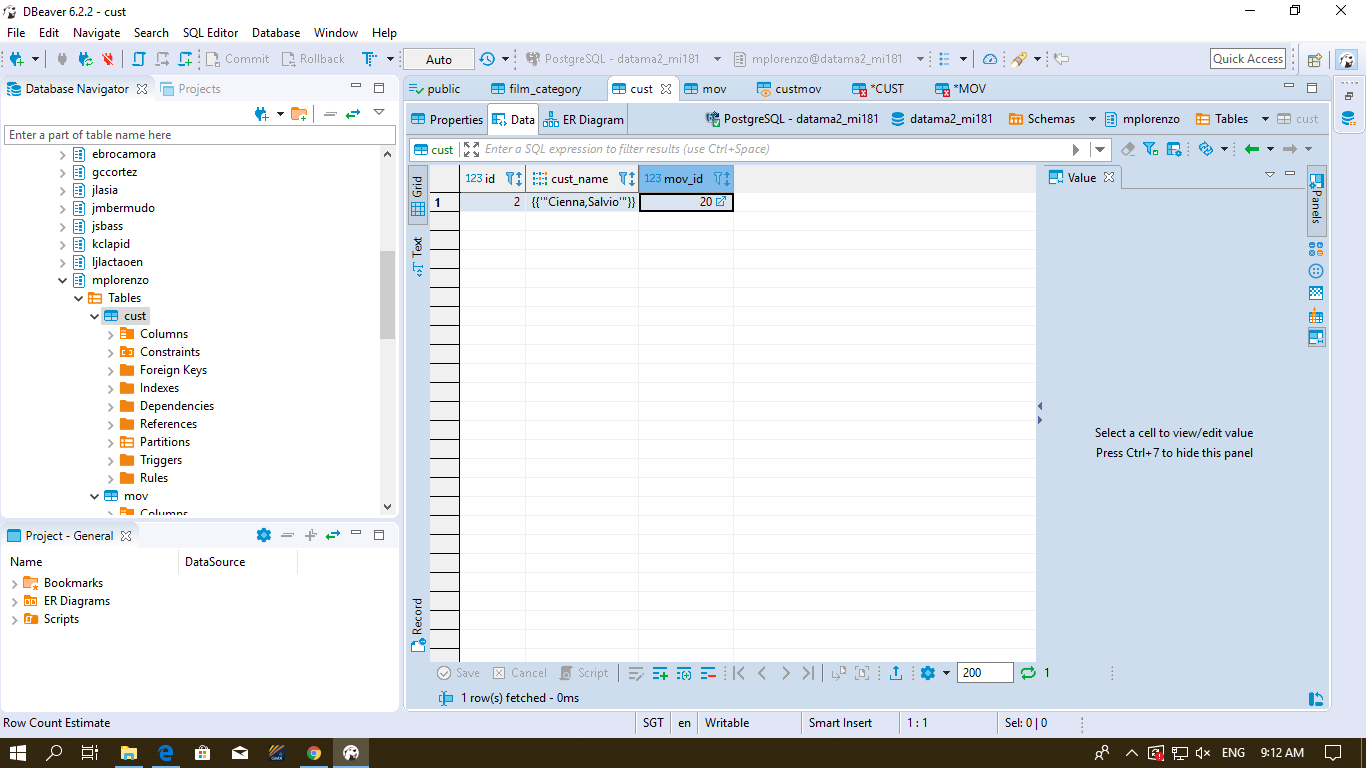 DBeaver 6.2.2 - cust
File Edit Navigate Search SQL Editor Database Window Help
Commit Rollback Auto PostgreSQL - datama2_mi181 mplorenzo@datama2_mi181 Quick Access
Database Navigator Projects
public film_category cust mov custmov *CUST *MOV
Enter a part of table name here
ebrocamora
gccortez
jlasia
jmbermudo
jsbass
kclapid
ljlactaoen
mplorenzo
Tables
cust
Columns
Constraints
Foreign Keys
Indexes
Dependencies
References
Partitions
Triggers
Rules
mov
Columns
Properties Data ER Diagram PostgreSQL - datama2_mi181 datama2_mi181 Schemas mplorenzo Tables cust
cust Enter a SQL expression to filter results (use Ctrl+Space)
Grid
Text
Record
123 id cust_name 123 mov_id
1 2 {{'"Cienna,Salvio'"}} 20
Value
Select a cell to view/edit value
Press Ctrl+7 to hide this panel
Panels
Project - General
Name DataSource
Bookmarks
ER Diagrams
Scripts
Save Cancel Script 200 1
1 row(s) fetched - 0ms
Row Count Estimate SGT en Writable Smart Insert 1 : 1 Sel: 0 | 0
ENG 9:12 AM